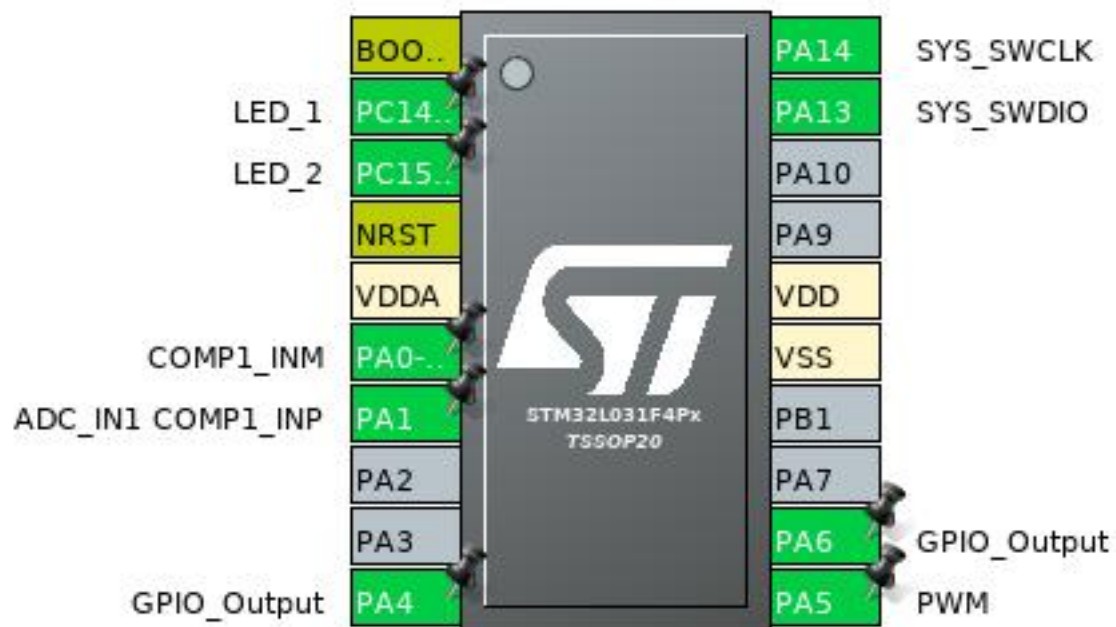 BOO.. PA14 SYS_SWCLK
LED_1 PC14.. PA13 SYS_SWDIO
LED_2 PC15.. PA10
NRST PA9
VDDA VDD
COMP1_INM PA0-.. VSS
ADC_IN1 COMP1_INP PA1 STM32L031F4Px PB1
TSSOP20
PA2 PA7
PA3 PA6 GPIO_Output
GPIO_Output PA4 PA5 PWM